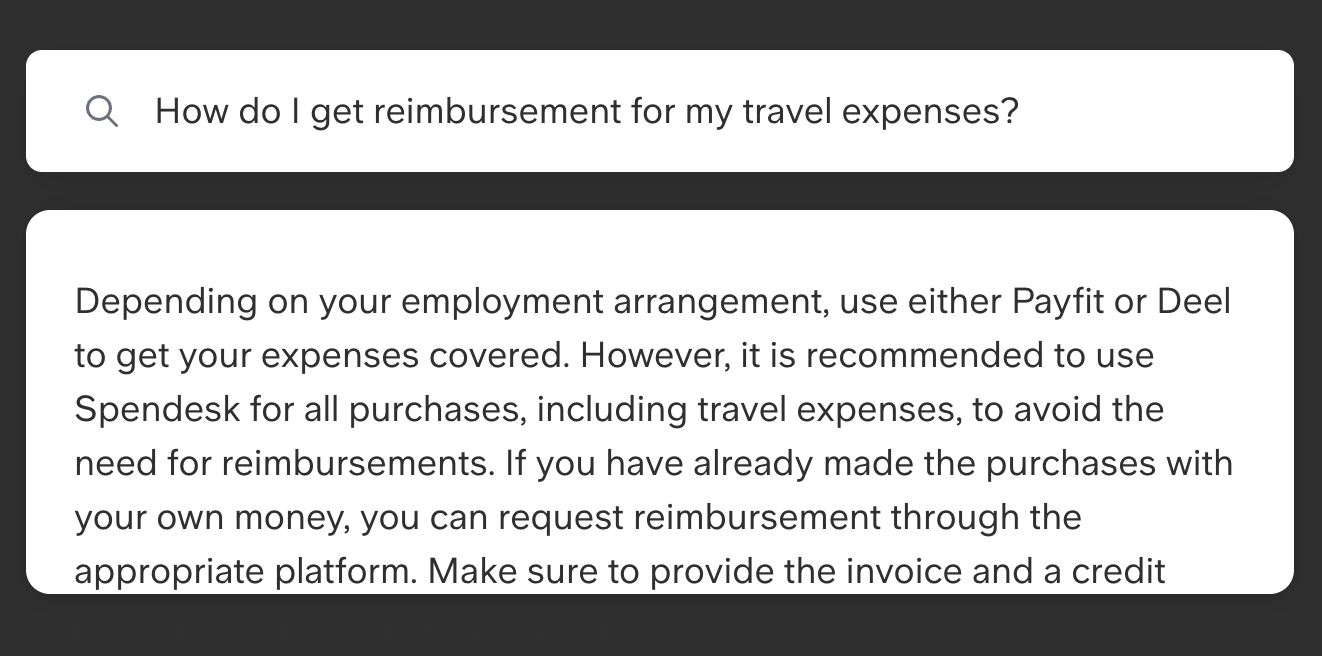 How do I get reimbursement for my travel expenses?
Depending on your employment arrangement, use either Payfit or Deel
to get your expenses covered. However, it is recommended to use
Spendesk for all purchases, including travel expenses, to avoid the
need for reimbursements. If you have already made the purchases with
your own money, you can request reimbursement through the
appropriate platform. Make sure to provide the invoice and a credit